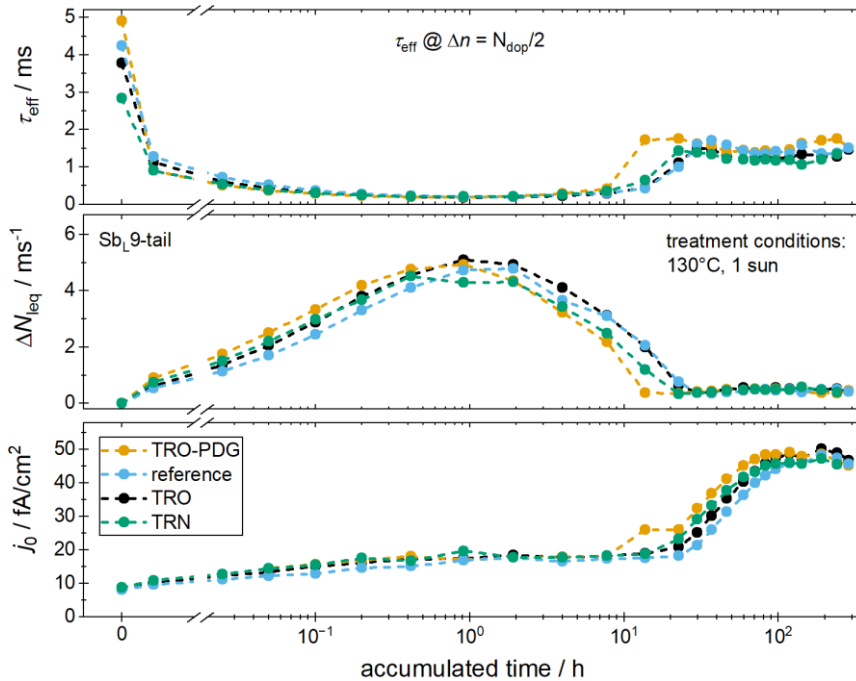 5
4
3
2
1
0
τeff / ms
τeff @ Δn = Ndop/2
6
4
2
0
ΔNleq / ms⁻¹
SbL9-tail
treatment conditions:
130°C, 1 sun
50
40
30
20
10
0
j0 / fA/cm²
TRO-PDG
reference
TRO
TRN
0
10⁻¹
10⁰
10¹
10²
accumulated time / h